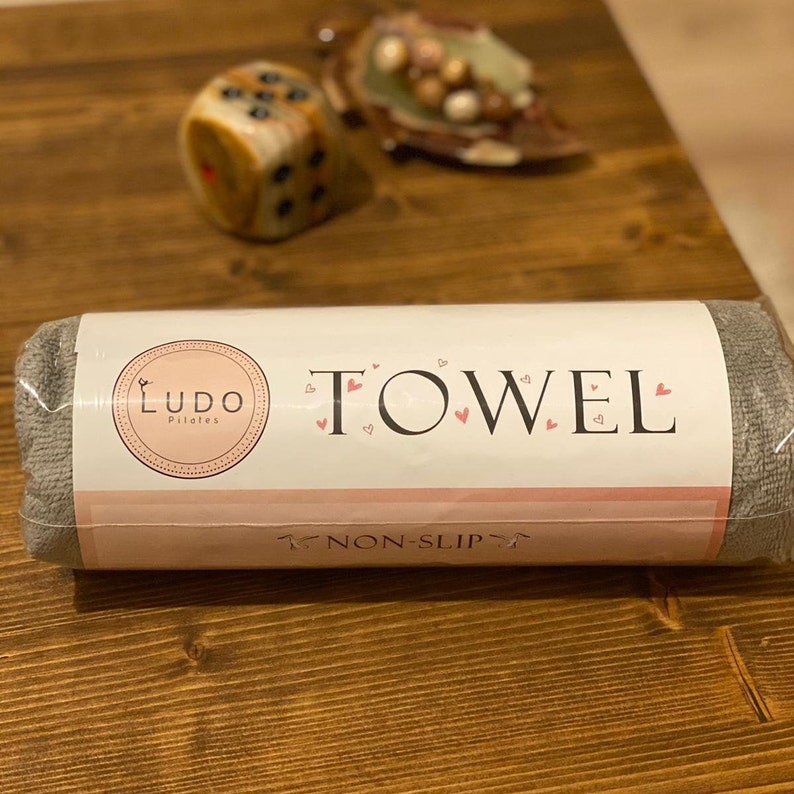 LUDO
Pilates
TOWEL
NON-SLIP